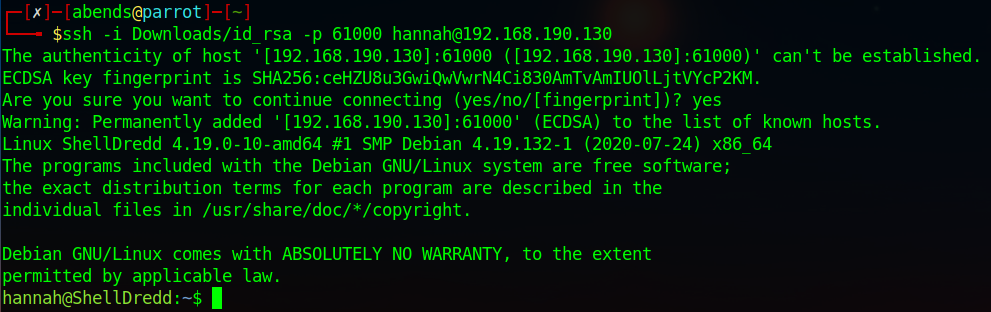 ┌─[✗]─[abends@parrot]─[~]
└──╼ $ssh -i Downloads/id_rsa -p 61000 hannah@192.168.190.130
The authenticity of host '[192.168.190.130]:61000 ([192.168.190.130]:61000)' can't be established.
ECDSA key fingerprint is SHA256:ceHZU8u3GwiQwVwrN4Ci830AmTvAmIUOlLjtVYcP2KM.
Are you sure you want to continue connecting (yes/no/[fingerprint])? yes
Warning: Permanently added '[192.168.190.130]:61000' (ECDSA) to the list of known hosts.
Linux ShellDredd 4.19.0-10-amd64 #1 SMP Debian 4.19.132-1 (2020-07-24) x86_64
The programs included with the Debian GNU/Linux system are free software;
the exact distribution terms for each program are described in the
individual files in /usr/share/doc/*/copyright.

Debian GNU/Linux comes with ABSOLUTELY NO WARRANTY, to the extent
permitted by applicable law.
hannah@ShellDredd:~$